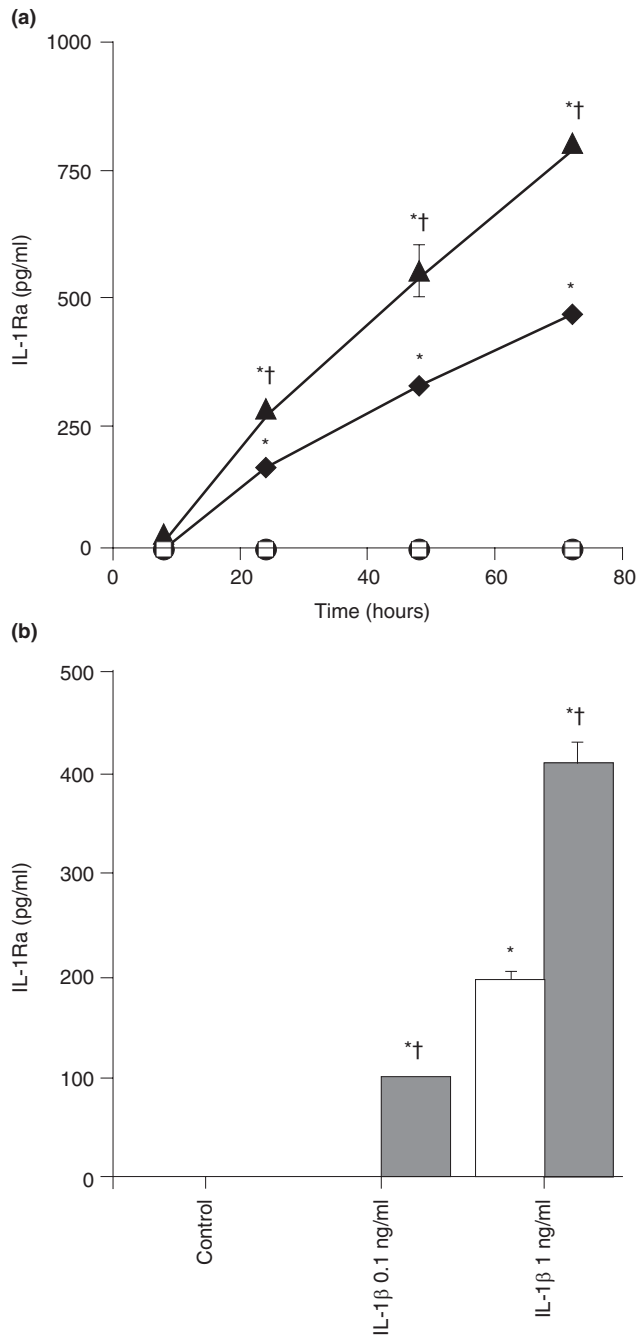 (a)
1000
750
500
250
0
IL-1Ra (pg/ml)
*†
*†
*†
*
*
*
0 20 40 60 80
Time (hours)
(b)
500
400
300
200
100
0
IL-1Ra (pg/ml)
*†
*
*†
Control
IL-1β 0.1 ng/ml
IL-1β 1 ng/ml